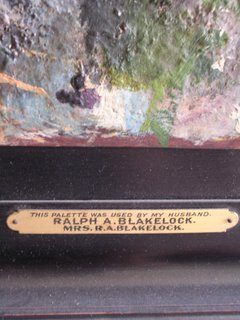 THIS PALETTE WAS USED BY MY HUSBAND.
RALPH A. BLAKELOCK.
MRS. R.A. BLAKELOCK.